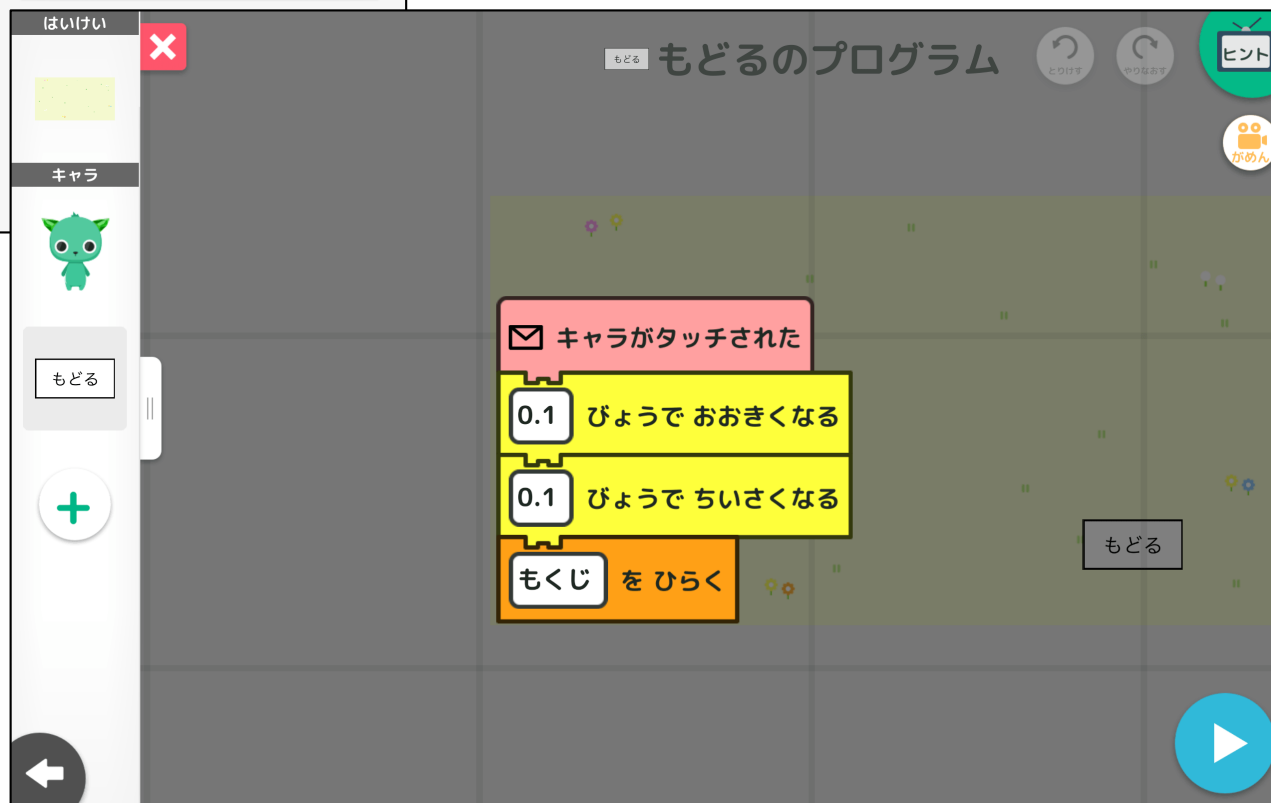 はいけい
キャラ
もどる
もどる もどるのプログラム
とりけす
やりなおす
ヒント
がめん
キャラがタッチされた
0.1 びょうで おおきくなる
0.1 びょうで ちいさくなる
もくじ を ひらく
もどる